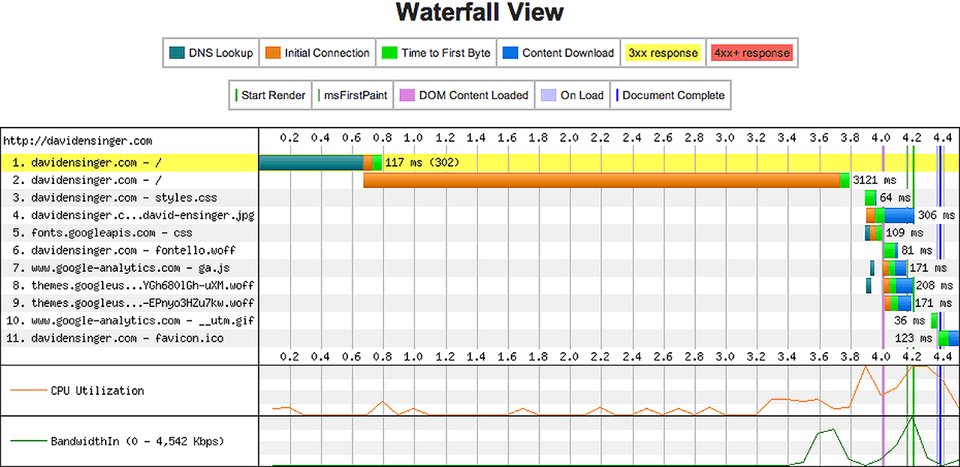 Waterfall View
DNS Lookup Initial Connection Time to First Byte Content Download 3xx response 4xx+ response
Start Render msFirstPaint DOM Content Loaded On Load Document Complete
http://davidensinger.com 0.2 0.4 0.6 0.8 1.0 1.2 1.4 1.6 1.8 2.0 2.2 2.4 2.6 2.8 3.0 3.2 3.4 3.6 3.8 4.0 4.2 4.4
1. davidensinger.com - / 117 ms (302)
2. davidensinger.com - / 3121 ms
3. davidensinger.com - styles.css 64 ms
4. davidensinger.c...david-ensinger.jpg 306 ms
5. fonts.googleapis.com - css 109 ms
6. davidensinger.com - fontello.woff 81 ms
7. www.google-analytics.com - ga.js 171 ms
8. themes.googleus...YGh680lGh-uXM.woff 208 ms
9. themes.googleus...-EPnyo3HZu7kw.woff 171 ms
10. www.google-analytics.com - __utm.gif 36 ms
11. davidensinger.com - favicon.ico 123 ms
0.2 0.4 0.6 0.8 1.0 1.2 1.4 1.6 1.8 2.0 2.2 2.4 2.6 2.8 3.0 3.2 3.4 3.6 3.8 4.0 4.2 4.4
CPU Utilization
BandwidthIn (0 - 4,542 Kbps)